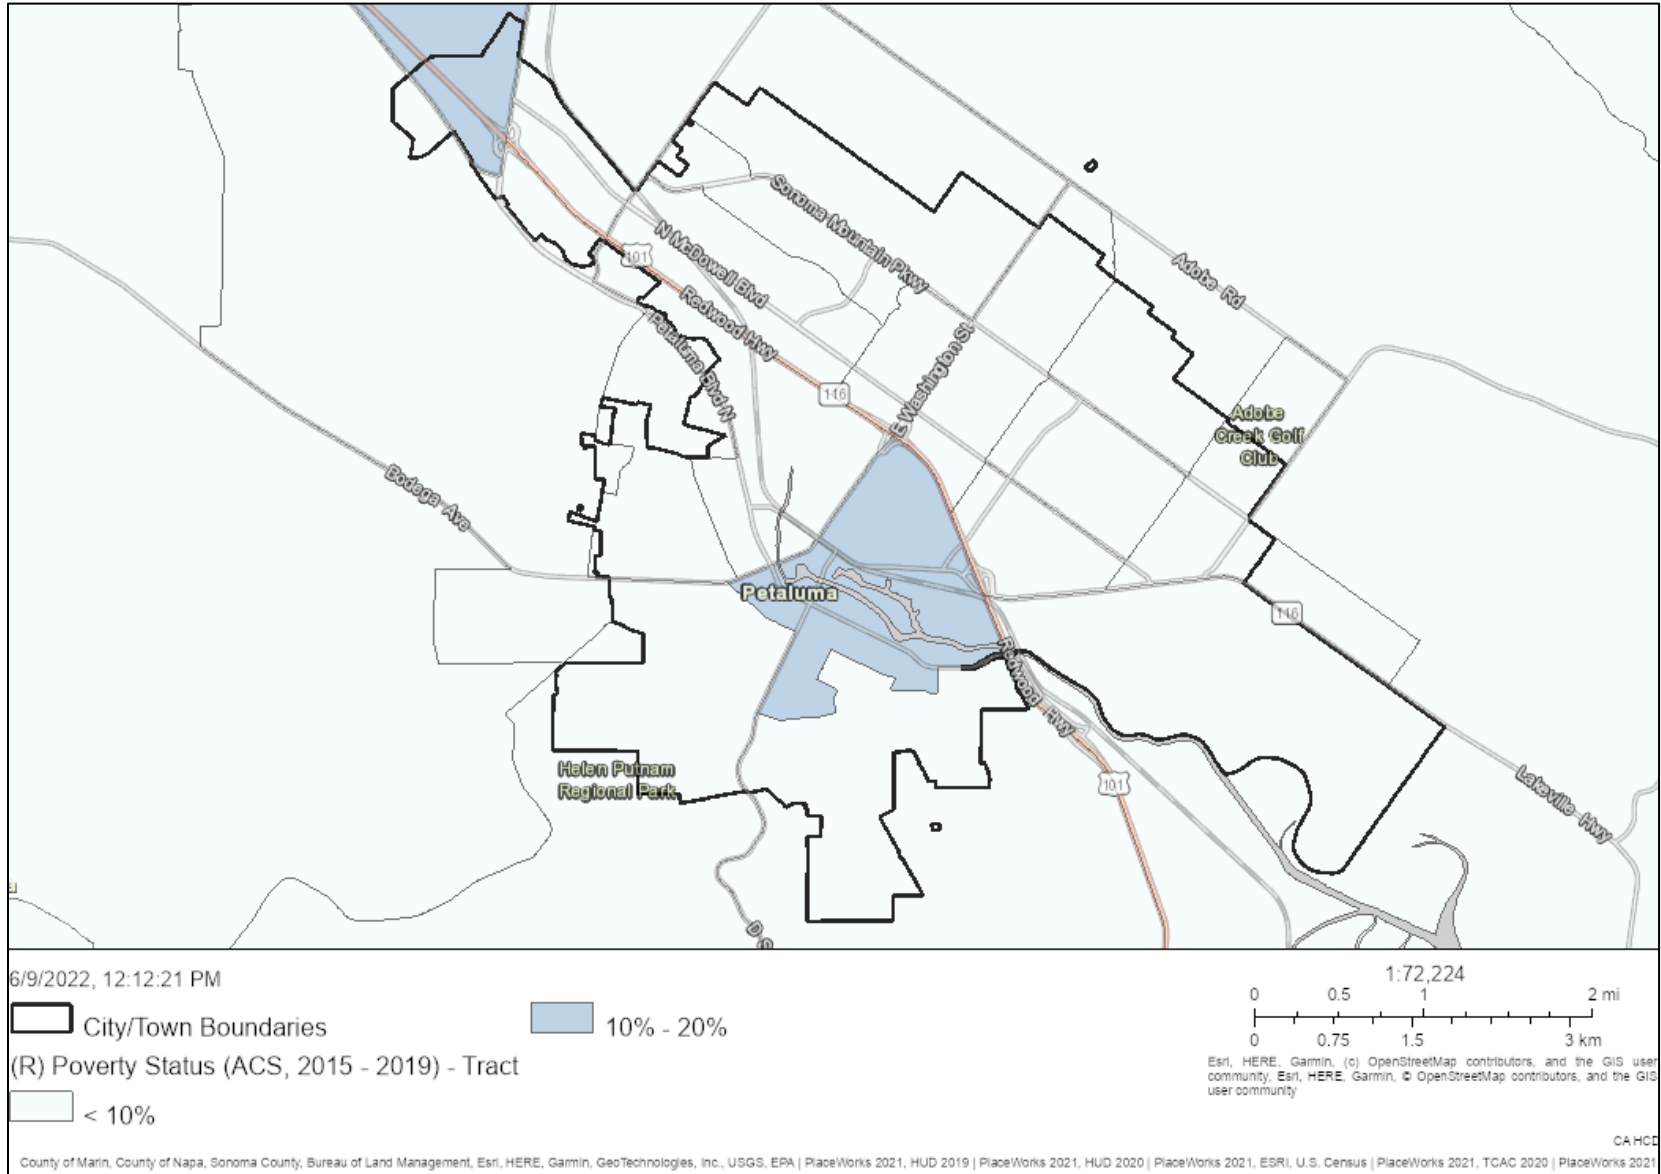 Sonoma Mountain Pkwy
N McDowell Blvd
101
Redwood Hwy
Adobe Rd
Petaluma Blvd N
116
E Washington St
Adobe
Creek Golf
Club
Bodega Ave
Petaluma
116
Redwood Hwy
Helen Putnam
Regional Park
101
Lakeville Hwy
a
D S
6/9/2022, 12:12:21 PM
City/Town Boundaries
10% - 20%
(R) Poverty Status (ACS, 2015 - 2019) - Tract
< 10%
1:72,224
0 0.5 1 2 mi
0 0.75 1.5 3 km
Esri, HERE, Garmin, (c) OpenStreetMap contributors, and the GIS user
community, Esri, HERE, Garmin, © OpenStreetMap contributors, and the GIS
user community
CA HCD
County of Marin, County of Napa, Sonoma County, Bureau of Land Management, Esri, HERE, Garmin, GeoTechnologies, Inc., USGS, EPA | PlaceWorks 2021, HUD 2019 | PlaceWorks 2021, HUD 2020 | PlaceWorks 2021, ESRI, U.S. Census | PlaceWorks 2021, TCAC 2020 | PlaceWorks 2021